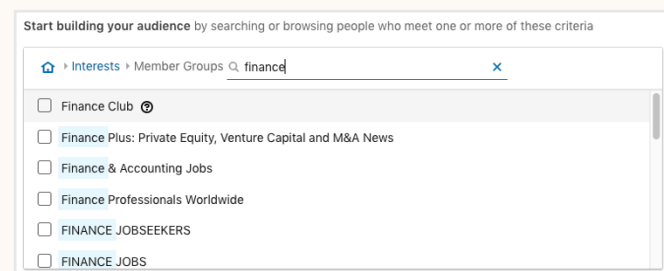 Start building your audience by searching or browsing people who meet one or more of these criteria
Interests Member Groups finance
Finance Club
Finance Plus: Private Equity, Venture Capital and M&A News
Finance & Accounting Jobs
Finance Professionals Worldwide
FINANCE JOBSEEKERS
FINANCE JOBS